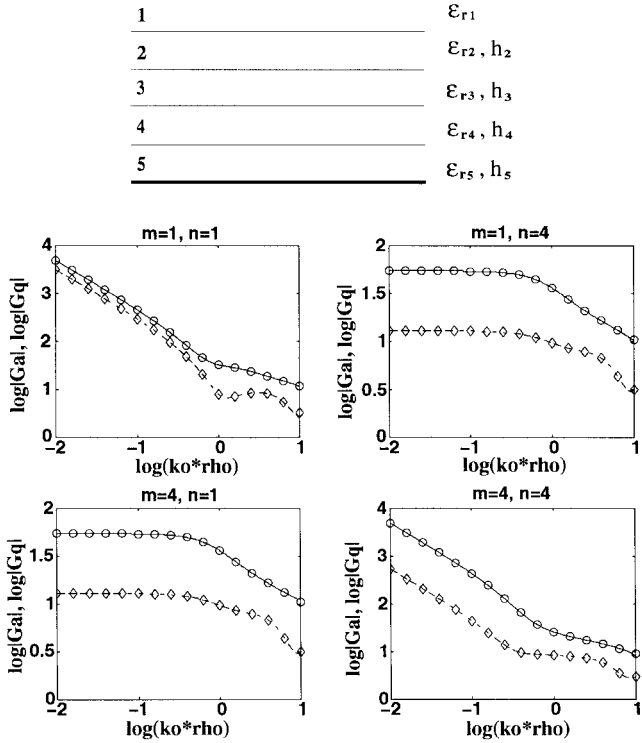 1 εr1
2 εr2 , h2
3 εr3 , h3
4 εr4 , h4
5 εr5 , h5
m=1, n=1
log|Ga|, log|Gq|
4
3
2
1
0
-2 -1 0 1
log(ko*rho)
m=1, n=4
log|Ga|, log|Gq|
2
1.5
1
0.5
0
-2 -1 0 1
log(ko*rho)
m=4, n=1
log|Ga|, log|Gq|
2
1.5
1
0.5
0
-2 -1 0 1
log(ko*rho)
m=4, n=4
log|Ga|, log|Gq|
4
3
2
1
0
-2 -1 0 1
log(ko*rho)